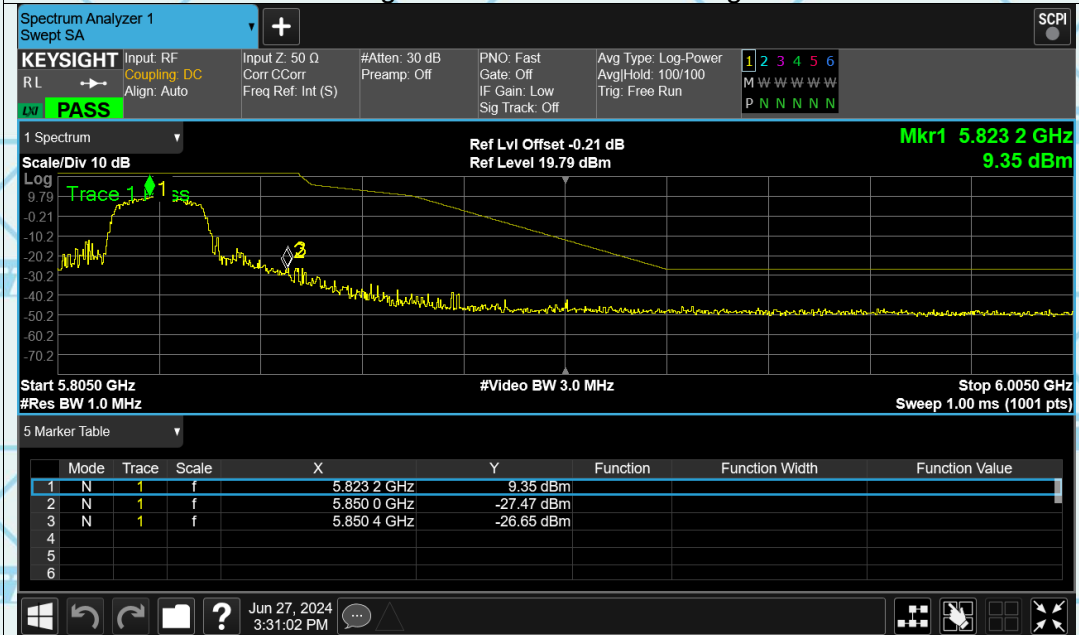 Spectrum Analyzer 1
Swept SA
+
SCPI
KEYSIGHT
R L
LXI PASS
Input: RF
Coupling: DC
Align: Auto
Input Z: 50 Ω
Corr CCorr
Freq Ref: Int (S)
#Atten: 30 dB
Preamp: Off
PNO: Fast
Gate: Off
IF Gain: Low
Sig Track: Off
Avg Type: Log-Power
Avg|Hold: 100/100
Trig: Free Run
1 2 3 4 5 6
M W W W W W
P N N N N N
1 Spectrum
Scale/Div 10 dB
Ref Lvl Offset -0.21 dB
Ref Level 19.79 dBm
Mkr1 5.823 2 GHz
9.35 dBm
Log
Trace 1
1
3
9.79
-0.21
-10.2
-20.2
-30.2
-40.2
-50.2
-60.2
-70.2
Start 5.8050 GHz
#Video BW 3.0 MHz
Stop 6.0050 GHz
#Res BW 1.0 MHz
Sweep 1.00 ms (1001 pts)
5 Marker Table
Mode Trace Scale X Y Function Function Width Function Value
1 N 1 f 5.823 2 GHz 9.35 dBm
2 N 1 f 5.850 0 GHz -27.47 dBm
3 N 1 f 5.850 4 GHz -26.65 dBm
4
5
6
?
Jun 27, 2024
3:31:02 PM